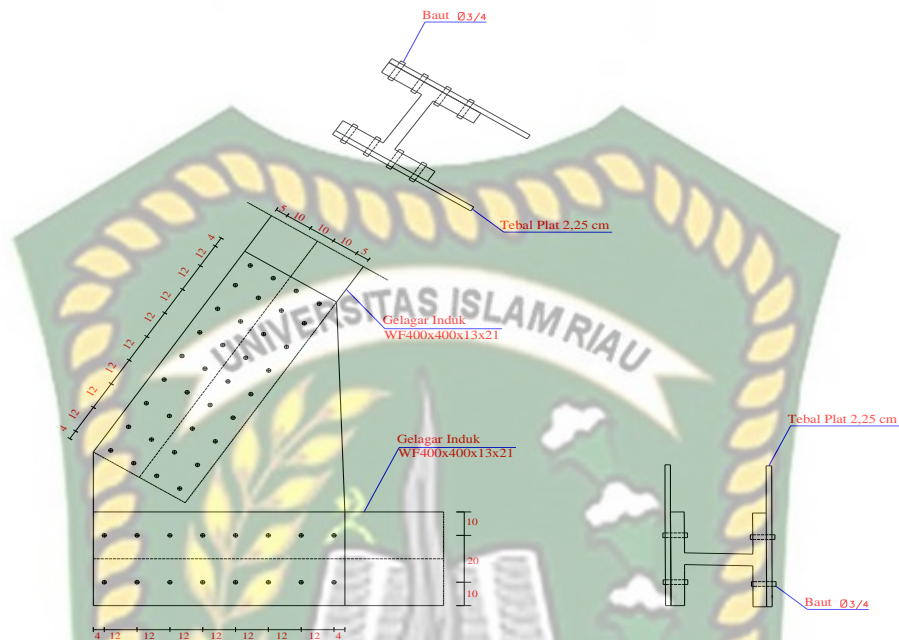 Baut Ø3/4
Tebal Plat 2,25 cm
5 10 10 10 5
4 12 12 12 12 12 12 12 4
UNIVERSITAS ISLAM RIAU
Gelagar Induk
WF400x400x13x21
Tebal Plat 2,25 cm
Gelagar Induk
WF400x400x13x21
10
20
10
Baut Ø3/4
4 12 12 12 12 12 12 12 4